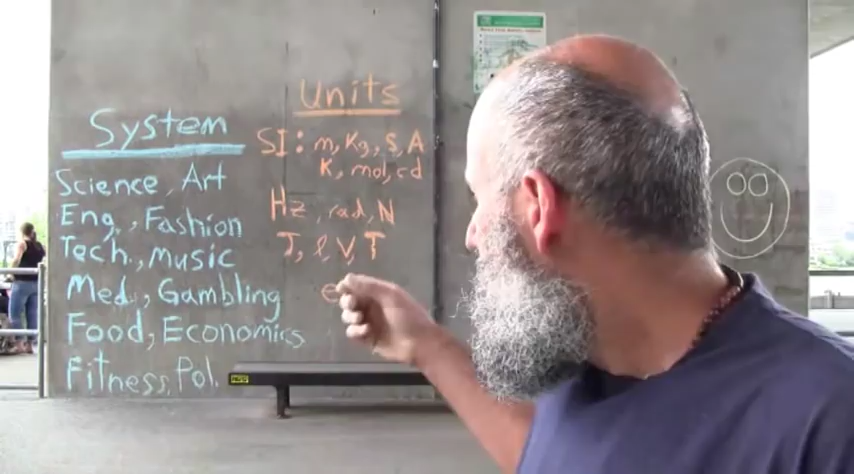 System
Science, Art
Eng., Fashion
Tech., Music
Med., Gambling
Food, Economics
Fitness, Pol.
Units
SI: m, Kg, S, A
K, mol, cd
Hz, rad, N
J, l, V, T